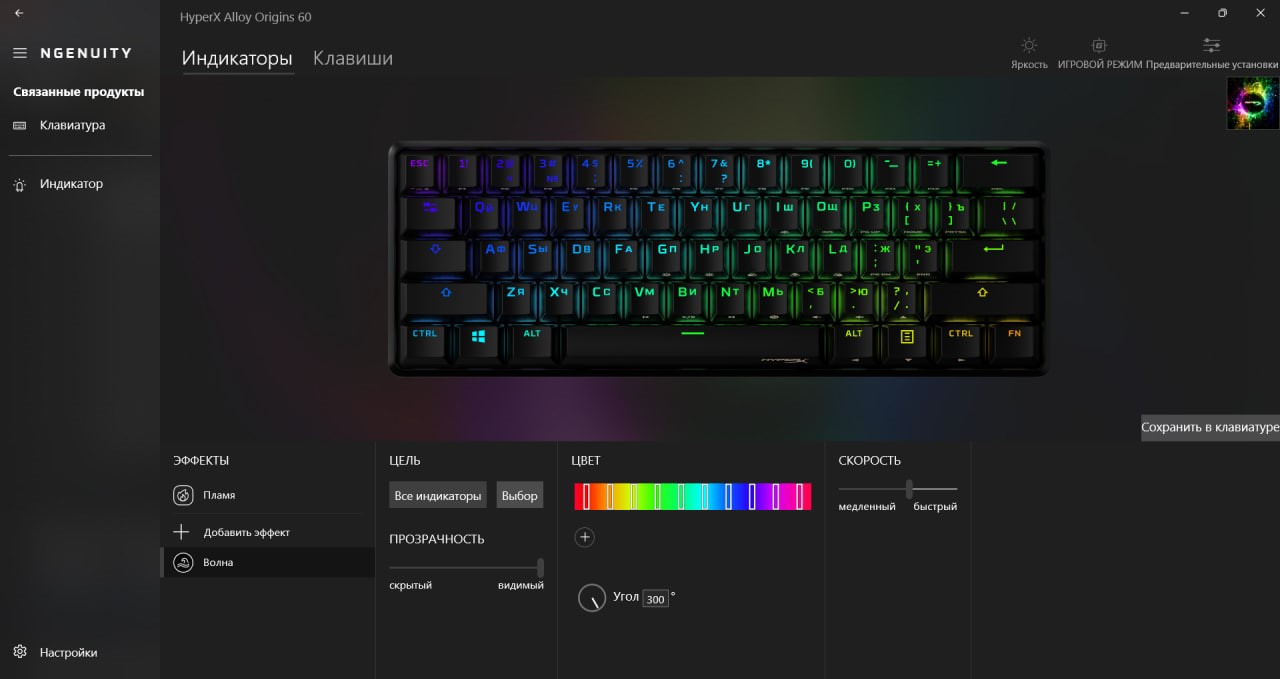 HyperX Alloy Origins 60
NGENUITY
Индикаторы Клавиши
Яркость ИГРОВОЙ РЕЖИМ Предварительные установки
Связанные продукты
Клавиатура
Индикатор
ESC 1! 2 3# 4$ 5% 6^ 7& 8* 9( 0) -_ =+
№ ; : ?
Qй Wц Eу Rк Tе Yн Uг Iш Oщ Pз {х }ъ | /
[ ] \ \
Aф Sы Dв Fа Gп Hр Jо Kл Lд :ж "э
; '
Zя Xч Cс Vм Bи Nт Mь <б >ю ? ,
, . / .
CTRL ALT ALT CTRL FN
HYPERX
Сохранить в клавиатуре
ЭФФЕКТЫ
Пламя
Добавить эффект
Волна
ЦЕЛЬ
Все индикаторы Выбор
ПРОЗРАЧНОСТЬ
скрытый видимый
ЦВЕТ
Угол 300 °
СКОРОСТЬ
медленный быстрый
Настройки